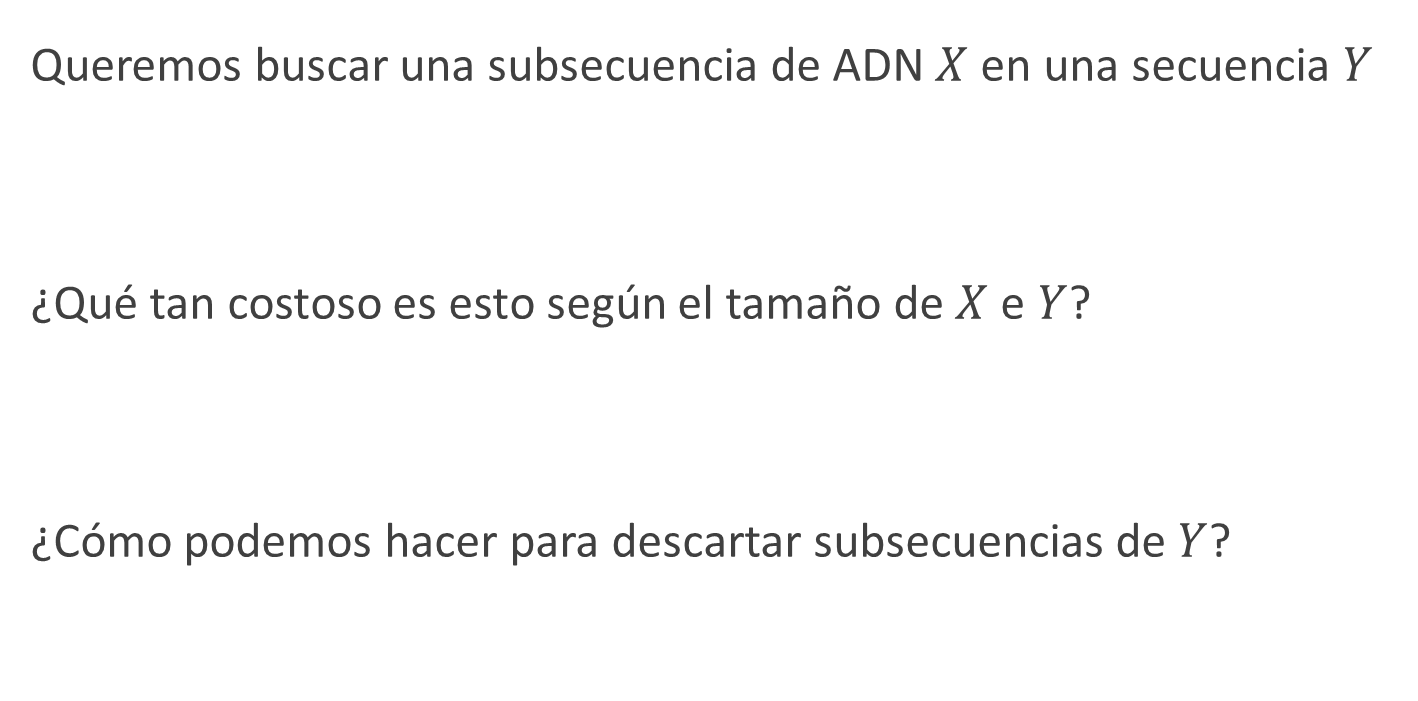 Queremos buscar una subsecuencia de ADN X en una secuencia Y
¿Qué tan costoso es esto según el tamaño de X e Y?
¿Cómo podemos hacer para descartar subsecuencias de Y?